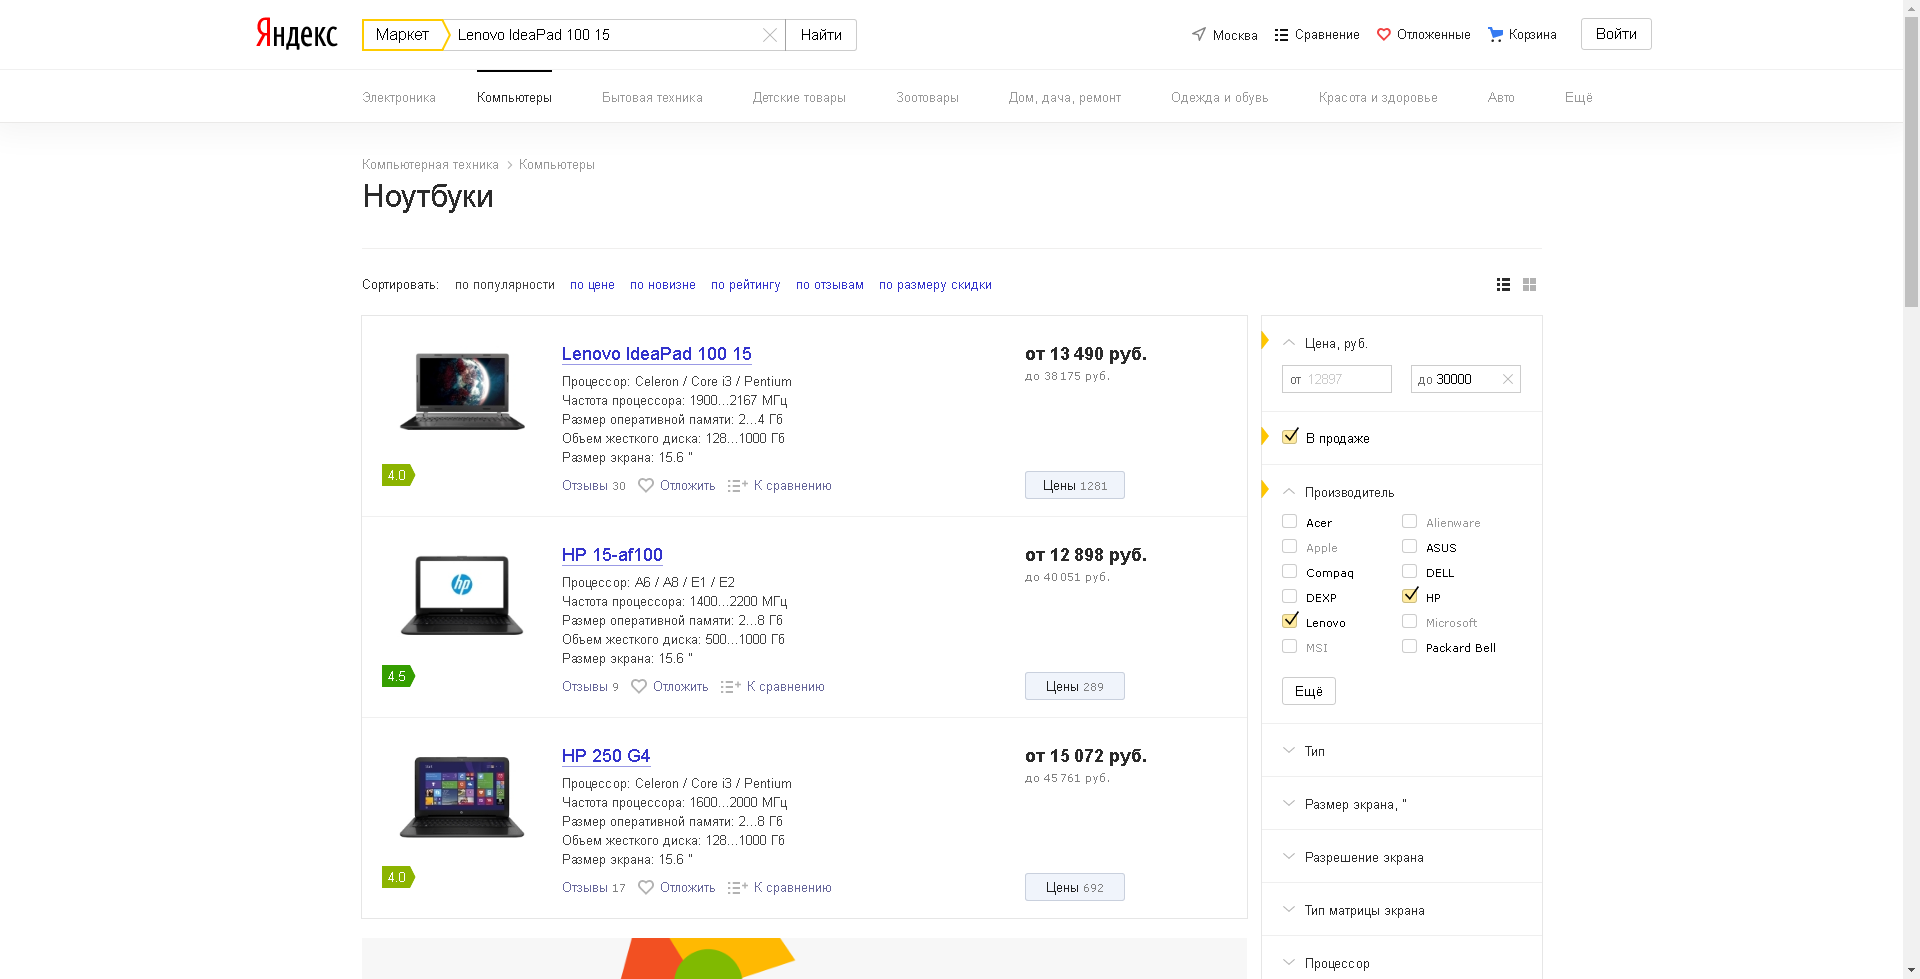 Яндекс Маркет Lenovo IdeaPad 100 15 Найти Москва Сравнение Отложенные Корзина Войти
Электроника Компьютеры Бытовая техника Детские товары Зоотовары Дом, дача, ремонт Одежда и обувь Красота и здоровье Авто Ещё
Компьютерная техника > Компьютеры
Ноутбуки
Сортировать: по популярности по цене по новизне по рейтингу по отзывам по размеру скидки
Lenovo IdeaPad 100 15
Процессор: Celeron / Core i3 / Pentium
Частота процессора: 1900...2167 МГц
Размер оперативной памяти: 2...4 Гб
Объем жесткого диска: 128...1000 Гб
Размер экрана: 15.6 "
4.0
Отзывы 30 Отложить К сравнению
от 13 490 руб.
до 38 175 руб.
Цены 1281
hp
HP 15-af100
Процессор: A6 / A8 / E1 / E2
Частота процессора: 1400...2200 МГц
Размер оперативной памяти: 2...8 Гб
Объем жесткого диска: 500...1000 Гб
Размер экрана: 15.6 "
4.5
Отзывы 9 Отложить К сравнению
от 12 898 руб.
до 40 051 руб.
Цены 289
HP 250 G4
Процессор: Celeron / Core i3 / Pentium
Частота процессора: 1600...2000 МГц
Размер оперативной памяти: 2...8 Гб
Объем жесткого диска: 128...1000 Гб
Размер экрана: 15.6 "
4.0
Отзывы 17 Отложить К сравнению
от 15 072 руб.
до 45 761 руб.
Цены 692
Цена, руб.
от 12897 до 30000
В продаже
Производитель
Acer Alienware
Apple ASUS
Compaq DELL
DEXP HP
Lenovo Microsoft
MSI Packard Bell
Ещё
Тип
Размер экрана, "
Разрешение экрана
Тип матрицы экрана
Процессор